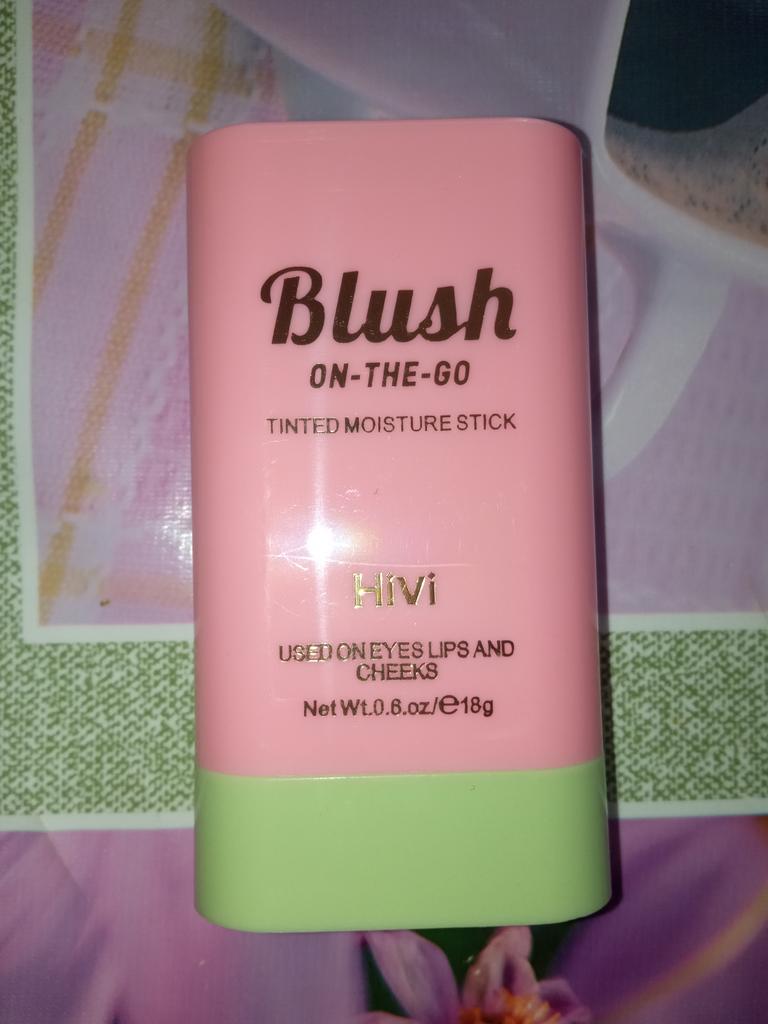 Blush
ON-THE-GO
TINTED MOISTURE STICK
HiVi
USED ON EYES LIPS AND
CHEEKS
Net Wt.0.6.oz/℮18g